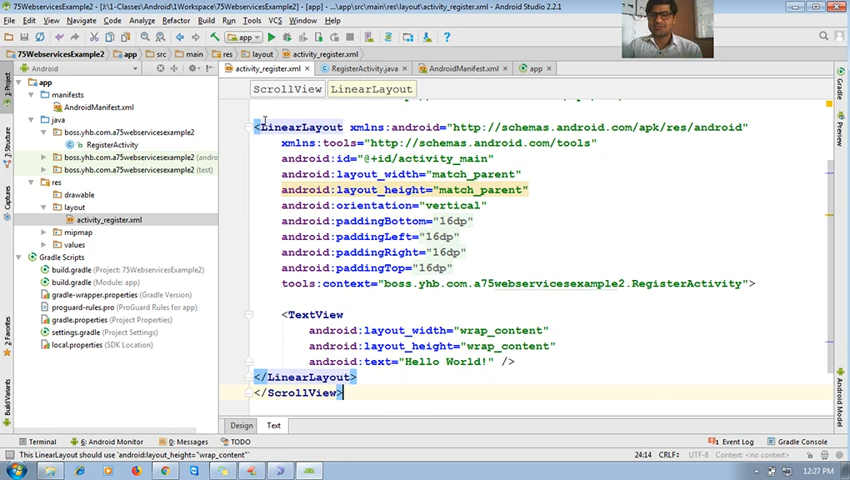 75WebservicesExample2 - [J:\1-Classes\Android\1Workspace\75WebservicesExample2] - [app] - ...\app\src\main\res\layout\activity_register.xml - Android Studio 2.2.1
File Edit View Navigate Code Analyze Refactor Build Run Tools VCS Window Help
app
75WebservicesExample2 app src main res layout activity_register.xml
Android
activity_register.xml RegisterActivity.java AndroidManifest.xml app
ScrollView LinearLayout
app
manifests
AndroidManifest.xml
java
boss.yhb.com.a75webservicesexample2
RegisterActivity
boss.yhb.com.a75webservicesexample2 (andro
boss.yhb.com.a75webservicesexample2 (test)
res
drawable
layout
activity_register.xml
mipmap
values
Gradle Scripts
build.gradle (Project: 75WebservicesExample2)
build.gradle (Module: app)
gradle-wrapper.properties (Gradle Version)
proguard-rules.pro (ProGuard Rules for app)
gradle.properties (Project Properties)
settings.gradle (Project Settings)
local.properties (SDK Location)
<LinearLayout xmlns:android="http://schemas.android.com/apk/res/android"
xmlns:tools="http://schemas.android.com/tools"
android:id="@+id/activity_main"
android:layout_width="match_parent"
android:layout_height="match_parent"
android:orientation="vertical"
android:paddingBottom="16dp"
android:paddingLeft="16dp"
android:paddingRight="16dp"
android:paddingTop="16dp"
tools:context="boss.yhb.com.a75webservicesexample2.RegisterActivity">
<TextView
android:layout_width="wrap_content"
android:layout_height="wrap_content"
android:text="Hello World!" />
</LinearLayout>
</ScrollView>
Design Text
1: Project
7: Structure
Captures
2: Favorites
Build Variants
Gradle
Preview
Android Model
Terminal 6: Android Monitor 0: Messages TODO
1 Event Log Gradle Console
This LinearLayout should use `android:layout_height="wrap_content"`
24:14 CRLF UTF-8 Context: <no context>
12:27 PM